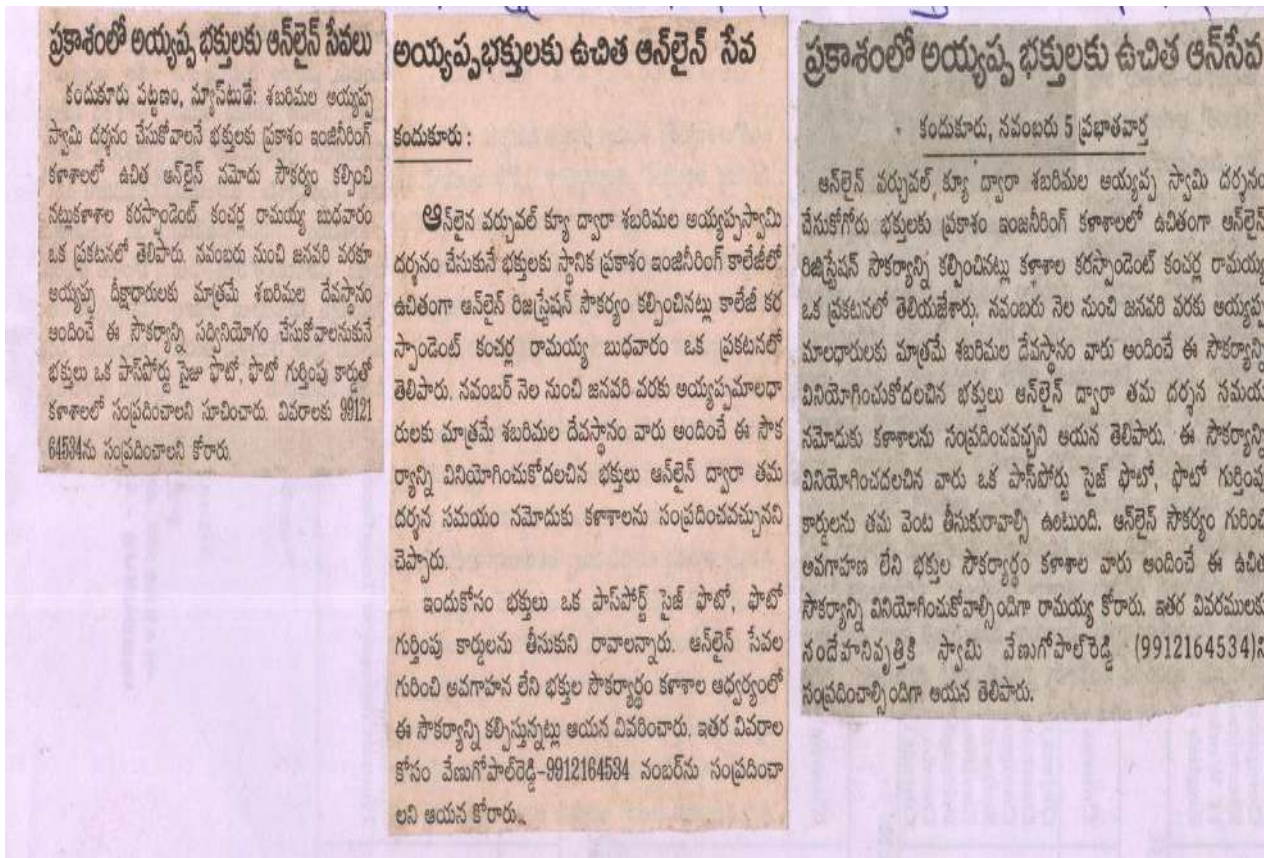 ప్రకాశంలో అయ్యప్ప భక్తులకు ఆన్‌లైన్ సేవలు
కందుకూరు పట్టణం, న్యూస్‌టుడే: శబరిమల అయ్యప్ప
స్వామి దర్శనం చేసుకోవాలనే భక్తులకు ప్రకాశం ఇంజినీరింగ్
కళాశాలలో ఉచిత ఆన్‌లైన్ నమోదు సౌకర్యం కల్పించి
నట్లుకళాశాల కరస్పాండెంట్ కంచర్ల రామయ్య బుధవారం
ఒక ప్రకటనలో తెలిపారు. నవంబరు నుంచి జనవరి వరకూ
అయ్యప్ప దీక్షాధారులకు మాత్రమే శబరిమల దేవస్థానం
అందించే ఈ సౌకర్యాన్ని సద్వినియోగం చేసుకోవాలనుకునే
భక్తులు ఒక పాస్‌పోర్టు సైజు ఫొటో, ఫోటో గుర్తింపు కార్డుతో
కళాశాలలో సంప్రదించాలని సూచించారు. వివరాలకు 99121
64534ను సంప్రదించాలని కోరారు.
అయ్యప్పభక్తులకు ఉచిత ఆన్‌లైన్ సేవ
కందుకూరు :
ఆన్‌లైన వర్చువల్ క్యూ ద్వారా శబరిమల అయ్యప్పస్వామి
దర్శనం చేసుకునే భక్తులకు స్థానిక ప్రకాశం ఇంజినీరింగ్ కాలేజీలో
ఉచితంగా ఆన్‌లైన్ రిజస్ట్రేషన్ సౌకర్యం కల్పించినట్లు కాలేజీ కర
స్పాండెంట్ కంచర్ల రామయ్య బుధవారం ఒక ప్రకటనలో
తెలిపారు. నవంబర్ నెల నుంచి జనవరి వరకు అయ్యప్పమాలధా
రులకు మాత్రమే శబరిమల దేవస్థానం వారు అందించే ఈ సౌక
ర్యాన్ని వినియోగించుకోదలచిన భక్తులు ఆన్‌లైన్ ద్వారా తమ
దర్శన సమయం నమోదుకు కళాశాలను సంప్రదించవచ్చునని
చెప్పారు.
ఇందుకోసం భక్తులు ఒక పాస్‌పోర్ట్ సైజ్ ఫొటో, ఫొటో
గుర్తింపు కార్డులను తీసుకుని రావాలన్నారు. ఆన్‌లైన్ సేవల
గురించి అవగాహన లేని భక్తుల సౌకర్యార్థం కళాశాల ఆధ్వర్యంలో
ఈ సౌకర్యాన్ని కల్పిస్తున్నట్లు ఆయన వివరించారు. ఇతర వివరాల
కోసం వేణుగోపాల్‌రెడ్డి-9912164534 నంబర్‌ను సంప్రదించా
లని ఆయన కోరారు.
ప్రకాశంలో అయ్యప్ప భక్తులకు ఉచిత ఆన్‌సేవ
కందుకూరు, నవంబరు 5 ప్రభాతవార్త
ఆన్‌లైన్ వర్చువల్ క్యూ ద్వారా శబరిమల అయ్యప్ప స్వామి దర్శనం
చేసుకోగోరు భక్తులకు ప్రకాశం ఇంజనీరింగ్ కళాశాలలో ఉచితంగా ఆన్‌లైన్
రిజిస్ట్రేషన్ సౌకర్యాన్ని కల్పించినట్లు కళాశాల కరస్పాండెంట్ కంచర్ల రామయ్య
ఒక ప్రకటనలో తెలియజేశారు. నవంబరు నెల నుంచి జనవరి వరకు అయ్యప్ప
మాలధారులకు మాత్రమే శబరిమల దేవస్థానం వారు అందించే ఈ సౌకర్యాన్ని
వినియోగించుకోదలచిన భక్తులు ఆన్‌లైన్ ద్వారా తమ దర్శన సమయ
నమోదుకు కళాశాలను సంప్రదించవచ్చని ఆయన తెలిపారు. ఈ సౌకర్యాన్ని
వినియోగించదలచిన వారు ఒక పాస్‌పోర్టు సైజ్ ఫొటో, ఫోటో గుర్తింపు
కార్డులను తమ వెంట తీసుకురావాల్సి ఉంటుంది. ఆన్‌లైన్ సౌకర్యం గురించి
అవగాహణ లేని భక్తుల సౌకర్యార్థం కళాశాల వారు అందించే ఈ ఉచిత
సౌకర్యాన్ని వినియోగించుకోవాల్సిందిగా రామయ్య కోరారు. ఇతర వివరములకు
సందేహనివృత్తికి స్వామి వేణుగోపాల్‌రెడ్డి (9912164534)ని
సంప్రదించాల్సిందిగా ఆయన తెలిపారు.